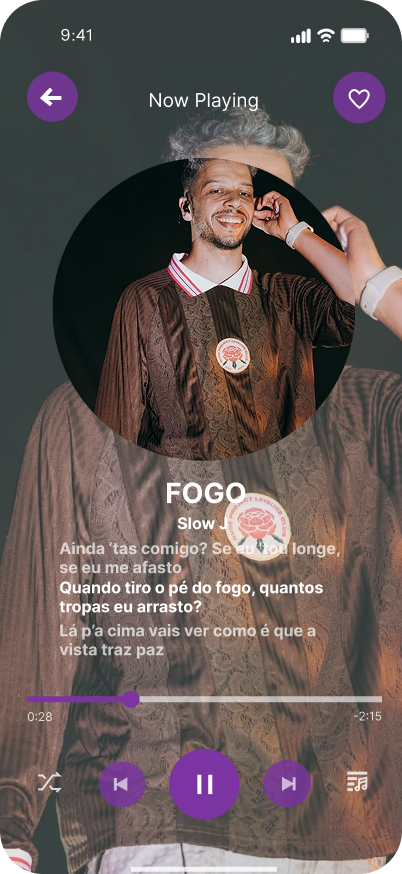 9:41
Now Playing
FOGO
Slow J
Ainda 'tas comigo? Se eu 'tou longe,
se eu me afasto
Quando tiro o pé do fogo, quantos
tropas eu arrasto?
Lá p'a cima vais ver como é que a
vista traz paz
0:28
-2:15